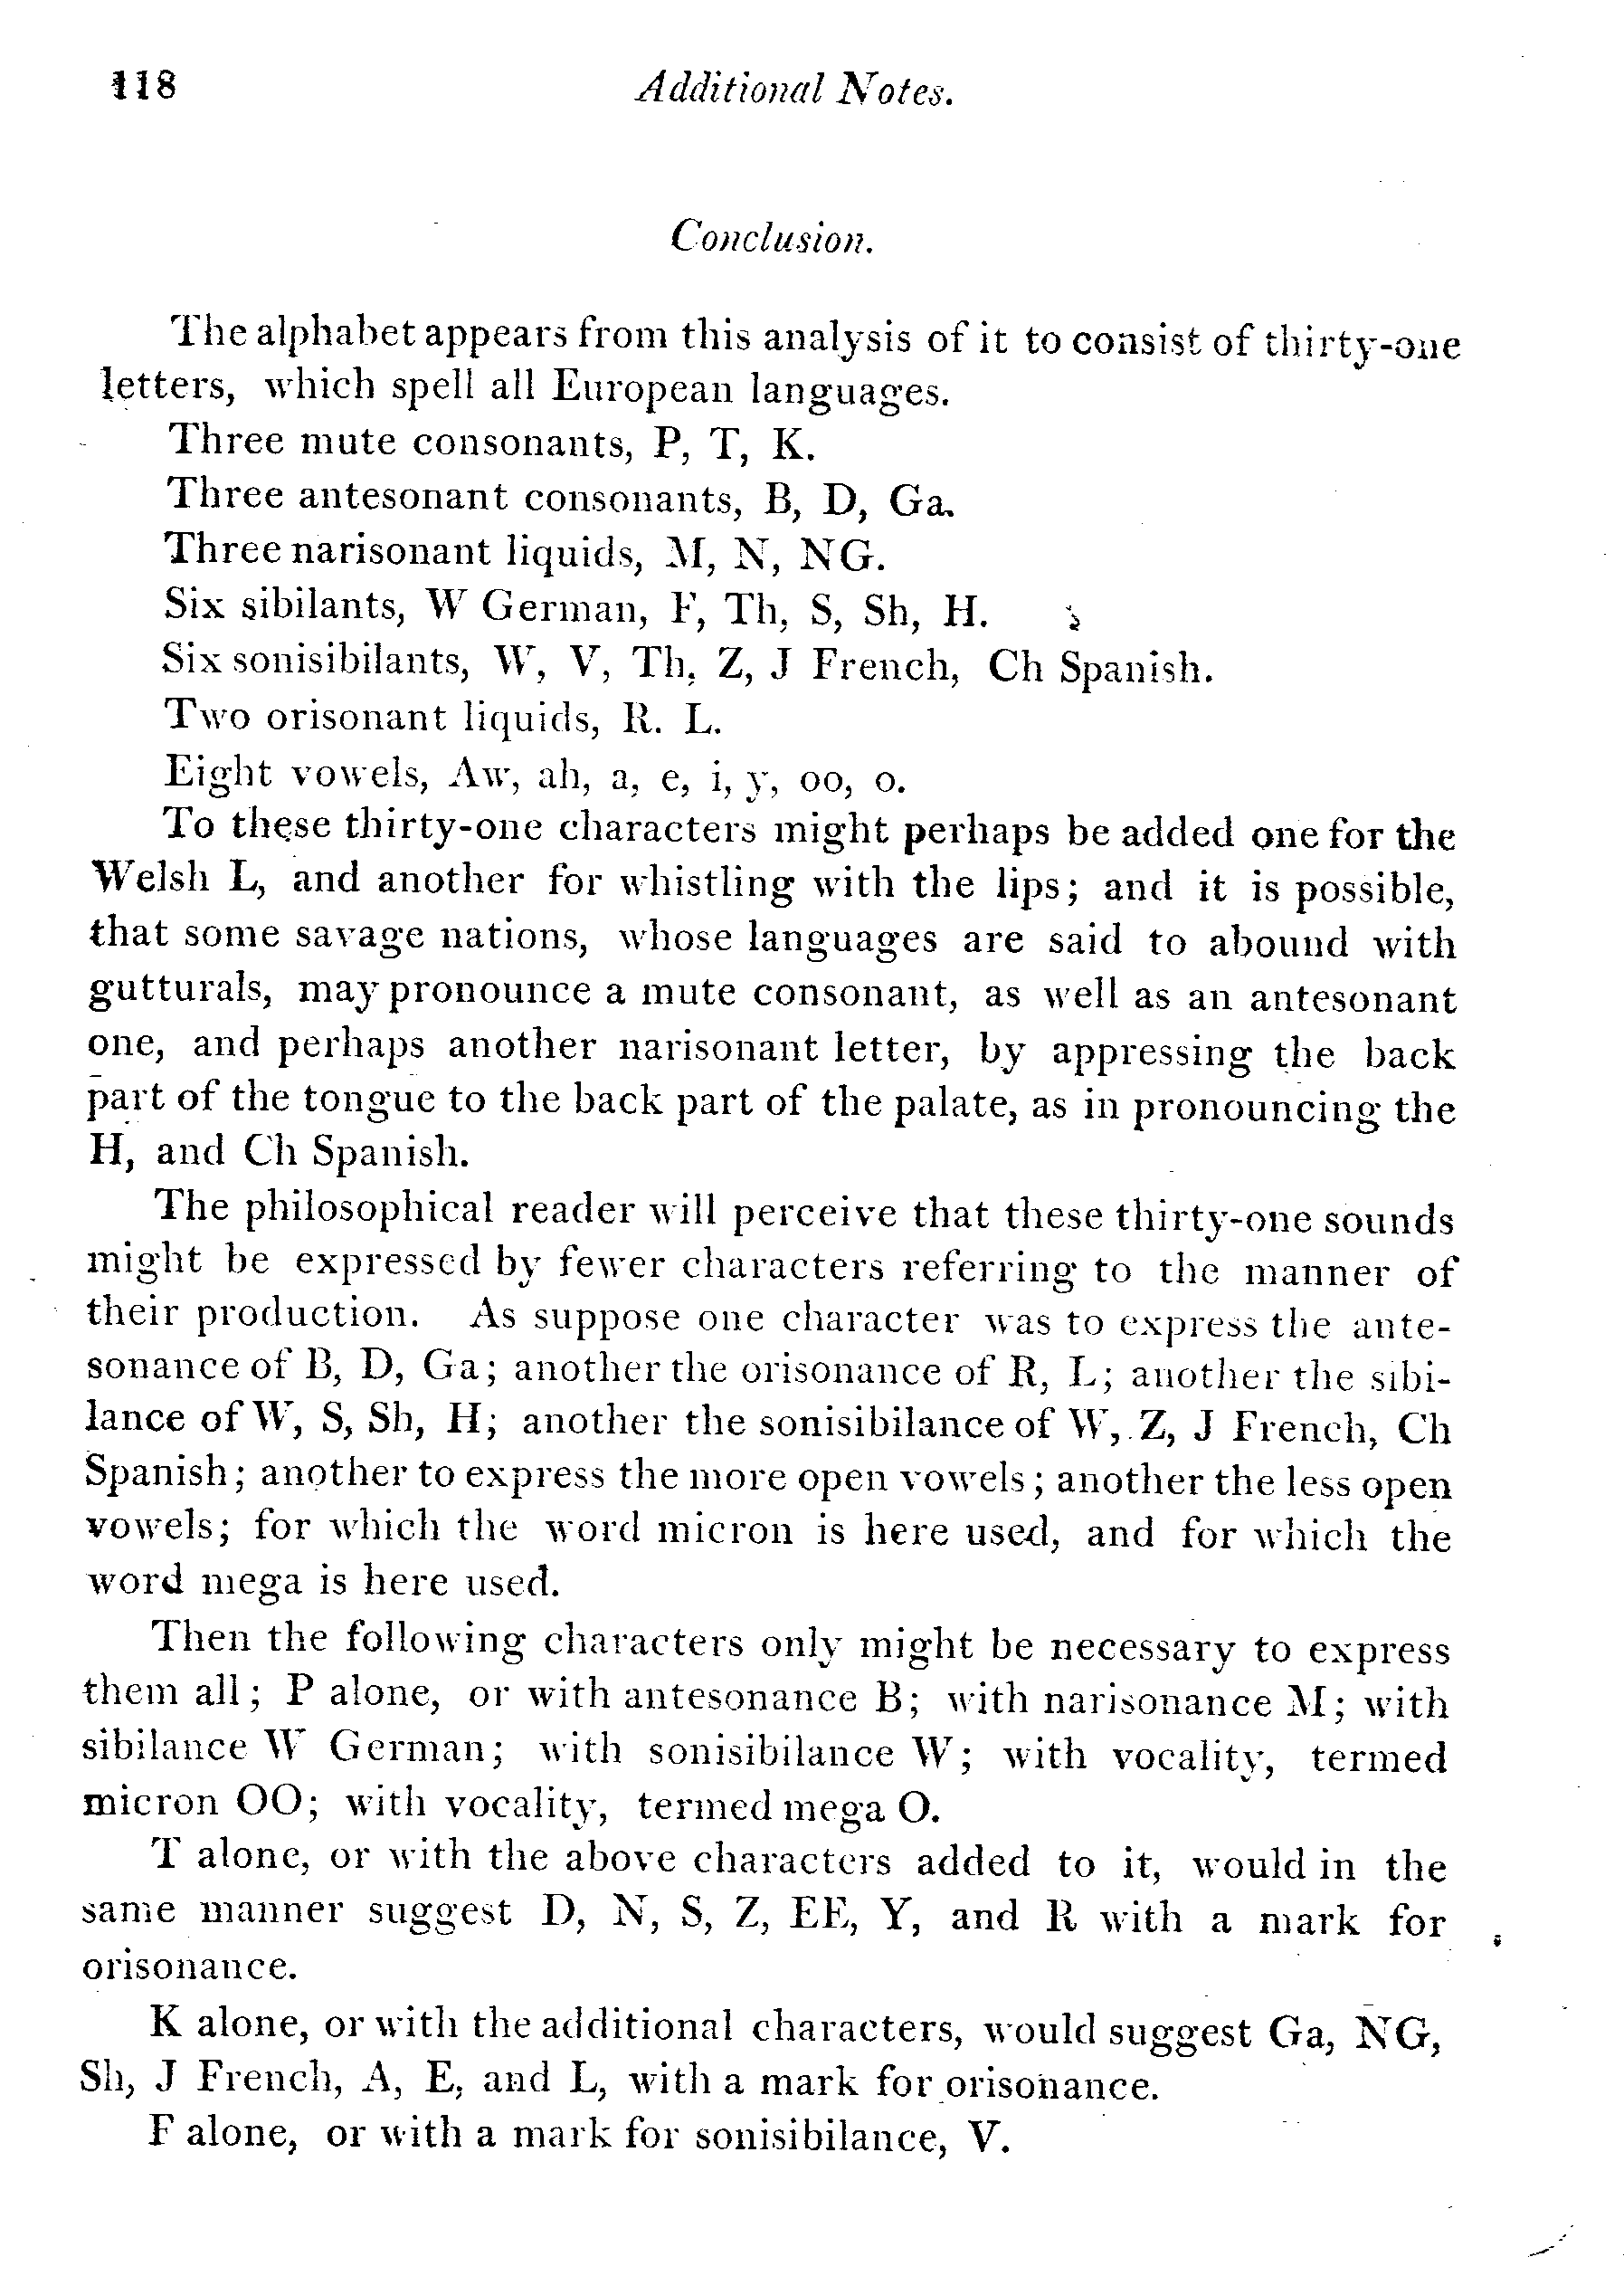 118
Additional Notes.
Conclusion.
The alphabet appears from this analysis of it to consist of thirty-one
letters, which spell all European languages.
Three mute consonants, P, T, K.
Three antesonant consonants, B, D, Ga.
Three narisonant liquids, M, N, NG.
Six sibilants, W German, F, Th, S, Sh, H.
Six sonisibilants, W, V, Th, Z, J French, Ch Spanish.
Two orisonant liquids, R. L.
Eight vowels, Aw, ah, a, e, i, y, oo, o.
To these thirty-one characters might perhaps be added one for the
Welsh L, and another for whistling with the lips; and it is possible,
that some savage nations, whose languages are said to abound with
gutturals, may pronounce a mute consonant, as well as an antesonant
one, and perhaps another narisonant letter, by appressing the back
part of the tongue to the back part of the palate, as in pronouncing the
H, and Ch Spanish.
The philosophical reader will perceive that these thirty-one sounds
might be expressed by fewer characters referring to the manner of
their production. As suppose one character was to express the ante-
sonance of B, D, Ga; another the orisonance of R, L; another the sibi-
lance of W, S, Sh, H; another the sonisibilance of W, Z, J French, Ch
Spanish; another to express the more open vowels; another the less open
vowels; for which the word micron is here used, and for which the
word mega is here used.
Then the following characters only might be necessary to express
them all; P alone, or with antesonance B; with narisonance M; with
sibilance W German; with sonisibilance W; with vocality, termed
micron OO; with vocality, termed mega O.
T alone, or with the above characters added to it, would in the
same manner suggest D, N, S, Z, EE, Y, and R with a mark for
orisonance.
K alone, or with the additional characters, would suggest Ga, NG,
Sh, J French, A, E, and L, with a mark for orisonance.
F alone, or with a mark for sonisibilance, V.